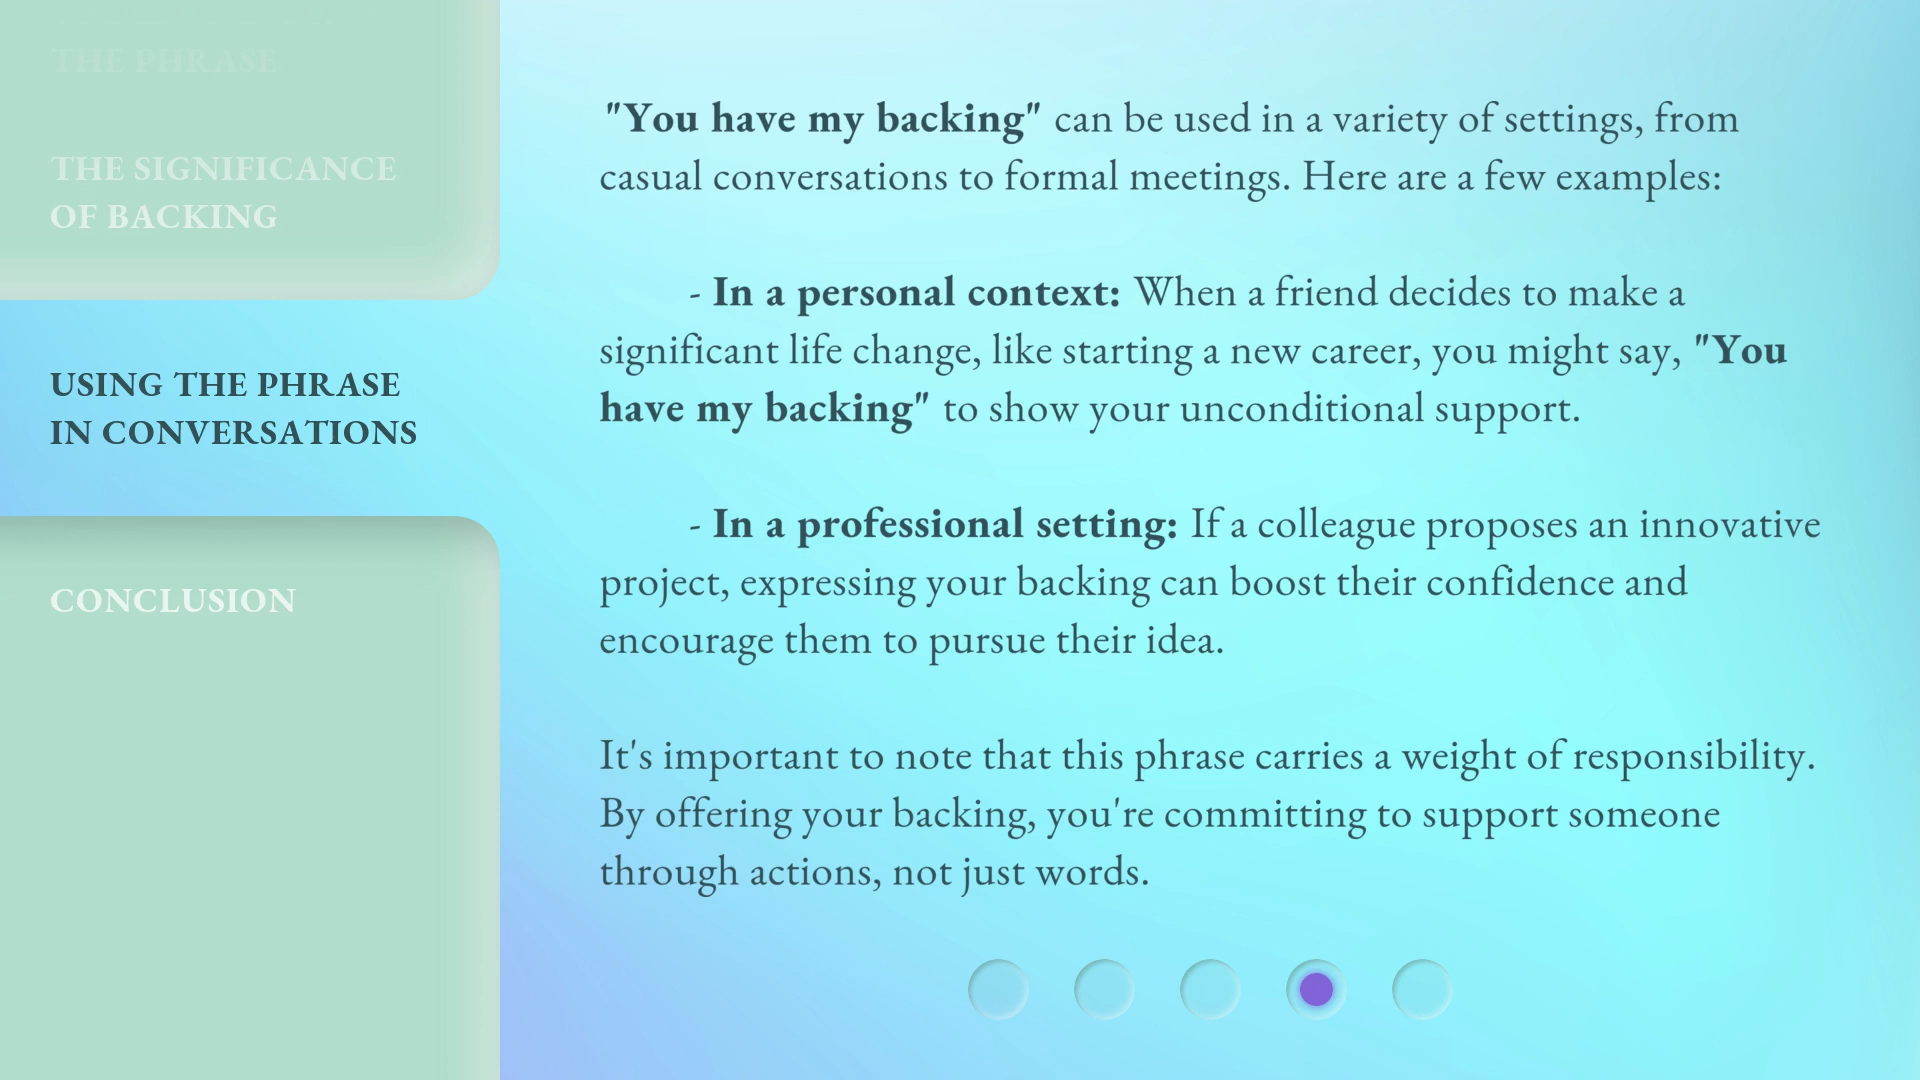 THE PHRASE
THE SIGNIFICANCE
OF BACKING
USING THE PHRASE
IN CONVERSATIONS
CONCLUSION
"You have my backing" can be used in a variety of settings, from
casual conversations to formal meetings. Here are a few examples:
- In a personal context: When a friend decides to make a
significant life change, like starting a new career, you might say, "You
have my backing" to show your unconditional support.
- In a professional setting: If a colleague proposes an innovative
project, expressing your backing can boost their confidence and
encourage them to pursue their idea.
It's important to note that this phrase carries a weight of responsibility.
By offering your backing, you're committing to support someone
through actions, not just words.